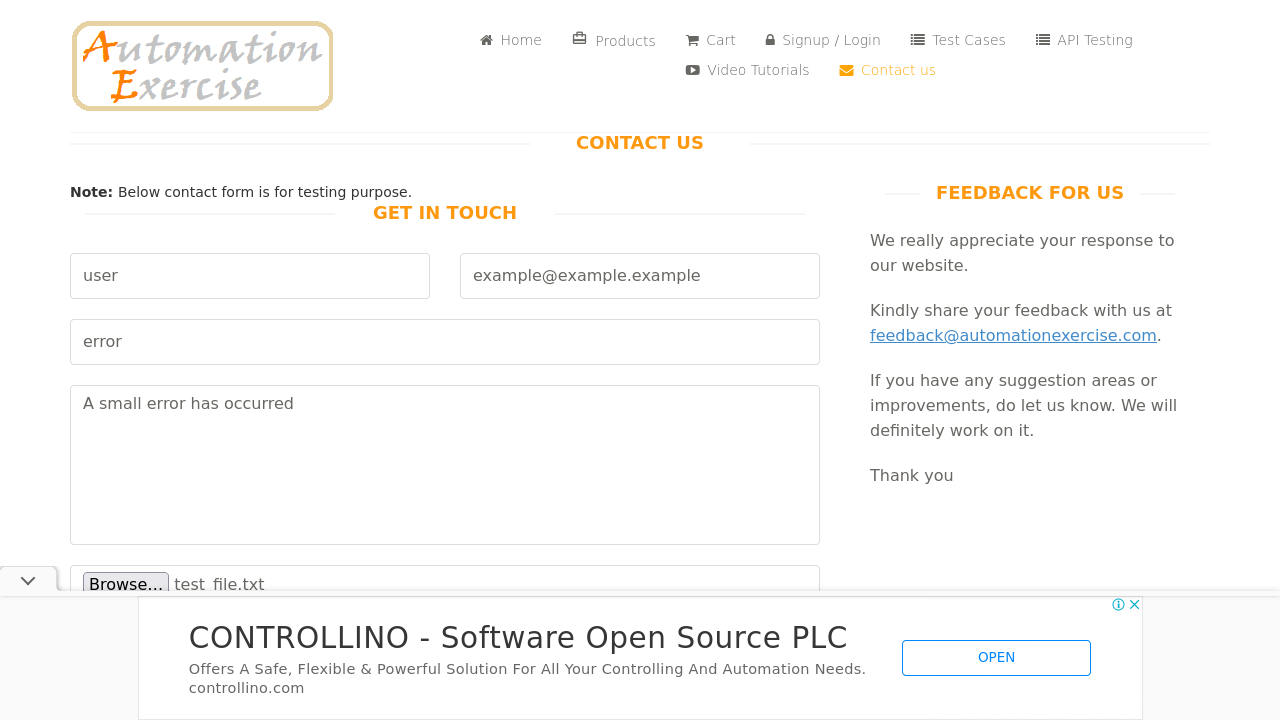 Automation
Exercise
Home
Products
Cart
Signup / Login
Test Cases
API Testing
Video Tutorials
Contact us
CONTACT US
Note: Below contact form is for testing purpose.
GET IN TOUCH
user
example@example.example
error
A small error has occurred
Browse... test_file.txt
FEEDBACK FOR US
We really appreciate your response to
our website.
Kindly share your feedback with us at
feedback@automationexercise.com.
If you have any suggestion areas or
improvements, do let us know. We will
definitely work on it.
Thank you
CONTROLLINO - Software Open Source PLC
Offers A Safe, Flexible & Powerful Solution For All Your Controlling And Automation Needs.
controllino.com
OPEN